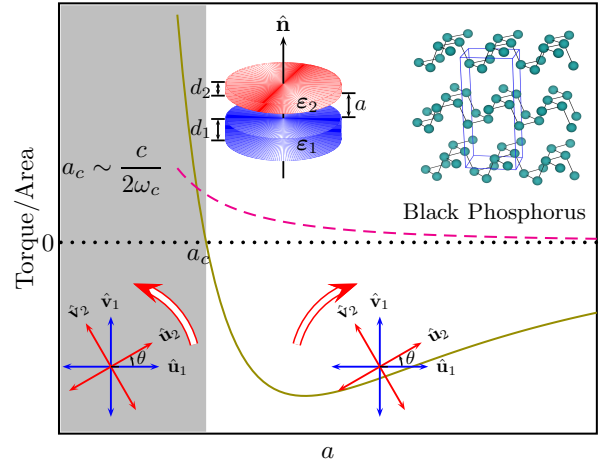 n̂
d₂
ε₂
a
d₁
ε₁
a_c ~ c / 2ω_c
Black Phosphorus
Torque/Area
0
a_c
v̂₂
v̂₁
û₂
θ
û₁
v̂₂
v̂₁
û₂
θ
û₁
a